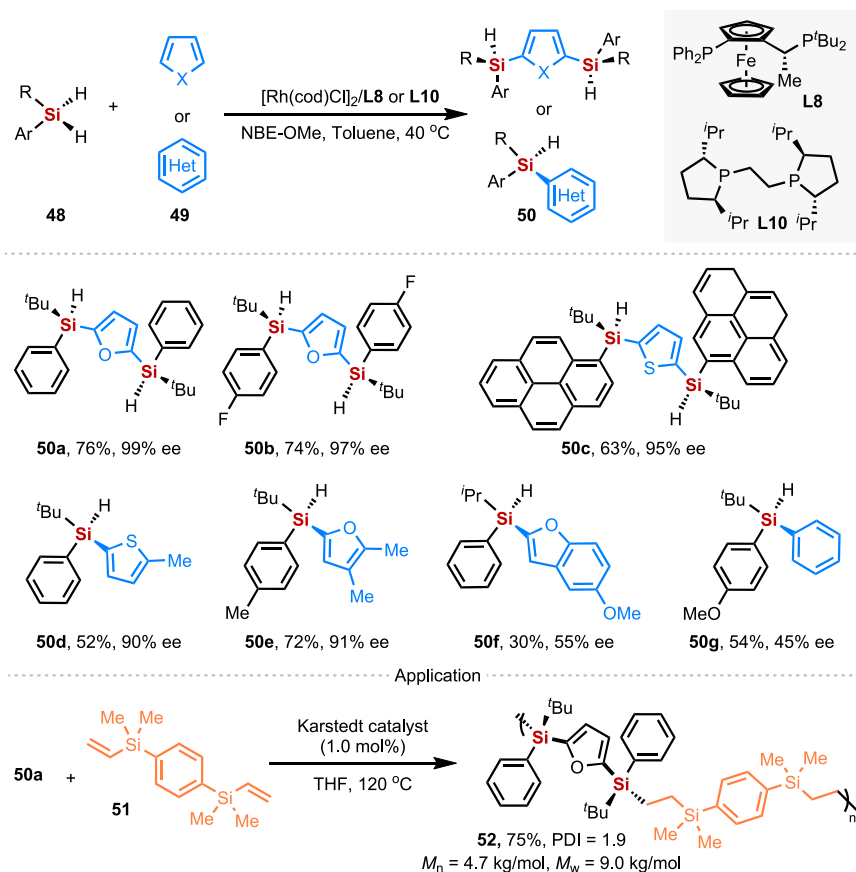 R
Ar
Si
H
H
48
+
X
or
Het
49
[Rh(cod)Cl]2/L8 or L10
NBE-OMe, Toluene, 40 °C
H
R
Si
Ar
X
Ar
Si
R
H
or
R
H
Si
Ar
Het
50
Ph2P
PtBu2
Fe
Me
L8
iPr
iPr
P
P
iPr
iPr
L10
tBu
H
Si
O
Si
H
tBu
50a, 76%, 99% ee
tBu
H
F
Si
O
Si
F
H
tBu
50b, 74%, 97% ee
tBu
H
Si
S
Si
H
tBu
50c, 63%, 95% ee
tBu
H
Si
S
Me
50d, 52%, 90% ee
tBu
H
Si
O
Me
Me
Me
50e, 72%, 91% ee
iPr
H
Si
O
OMe
50f, 30%, 55% ee
tBu
H
Si
MeO
50g, 54%, 45% ee
Application
50a
+
Me Me
Si
Si
Me Me
51
Karstedt catalyst
(1.0 mol%)
THF, 120 °C
tBu
Si
O
Si
tBu
Me Me
Si
Si
Me Me
n
52, 75%, PDI = 1.9
Mn = 4.7 kg/mol, Mw = 9.0 kg/mol